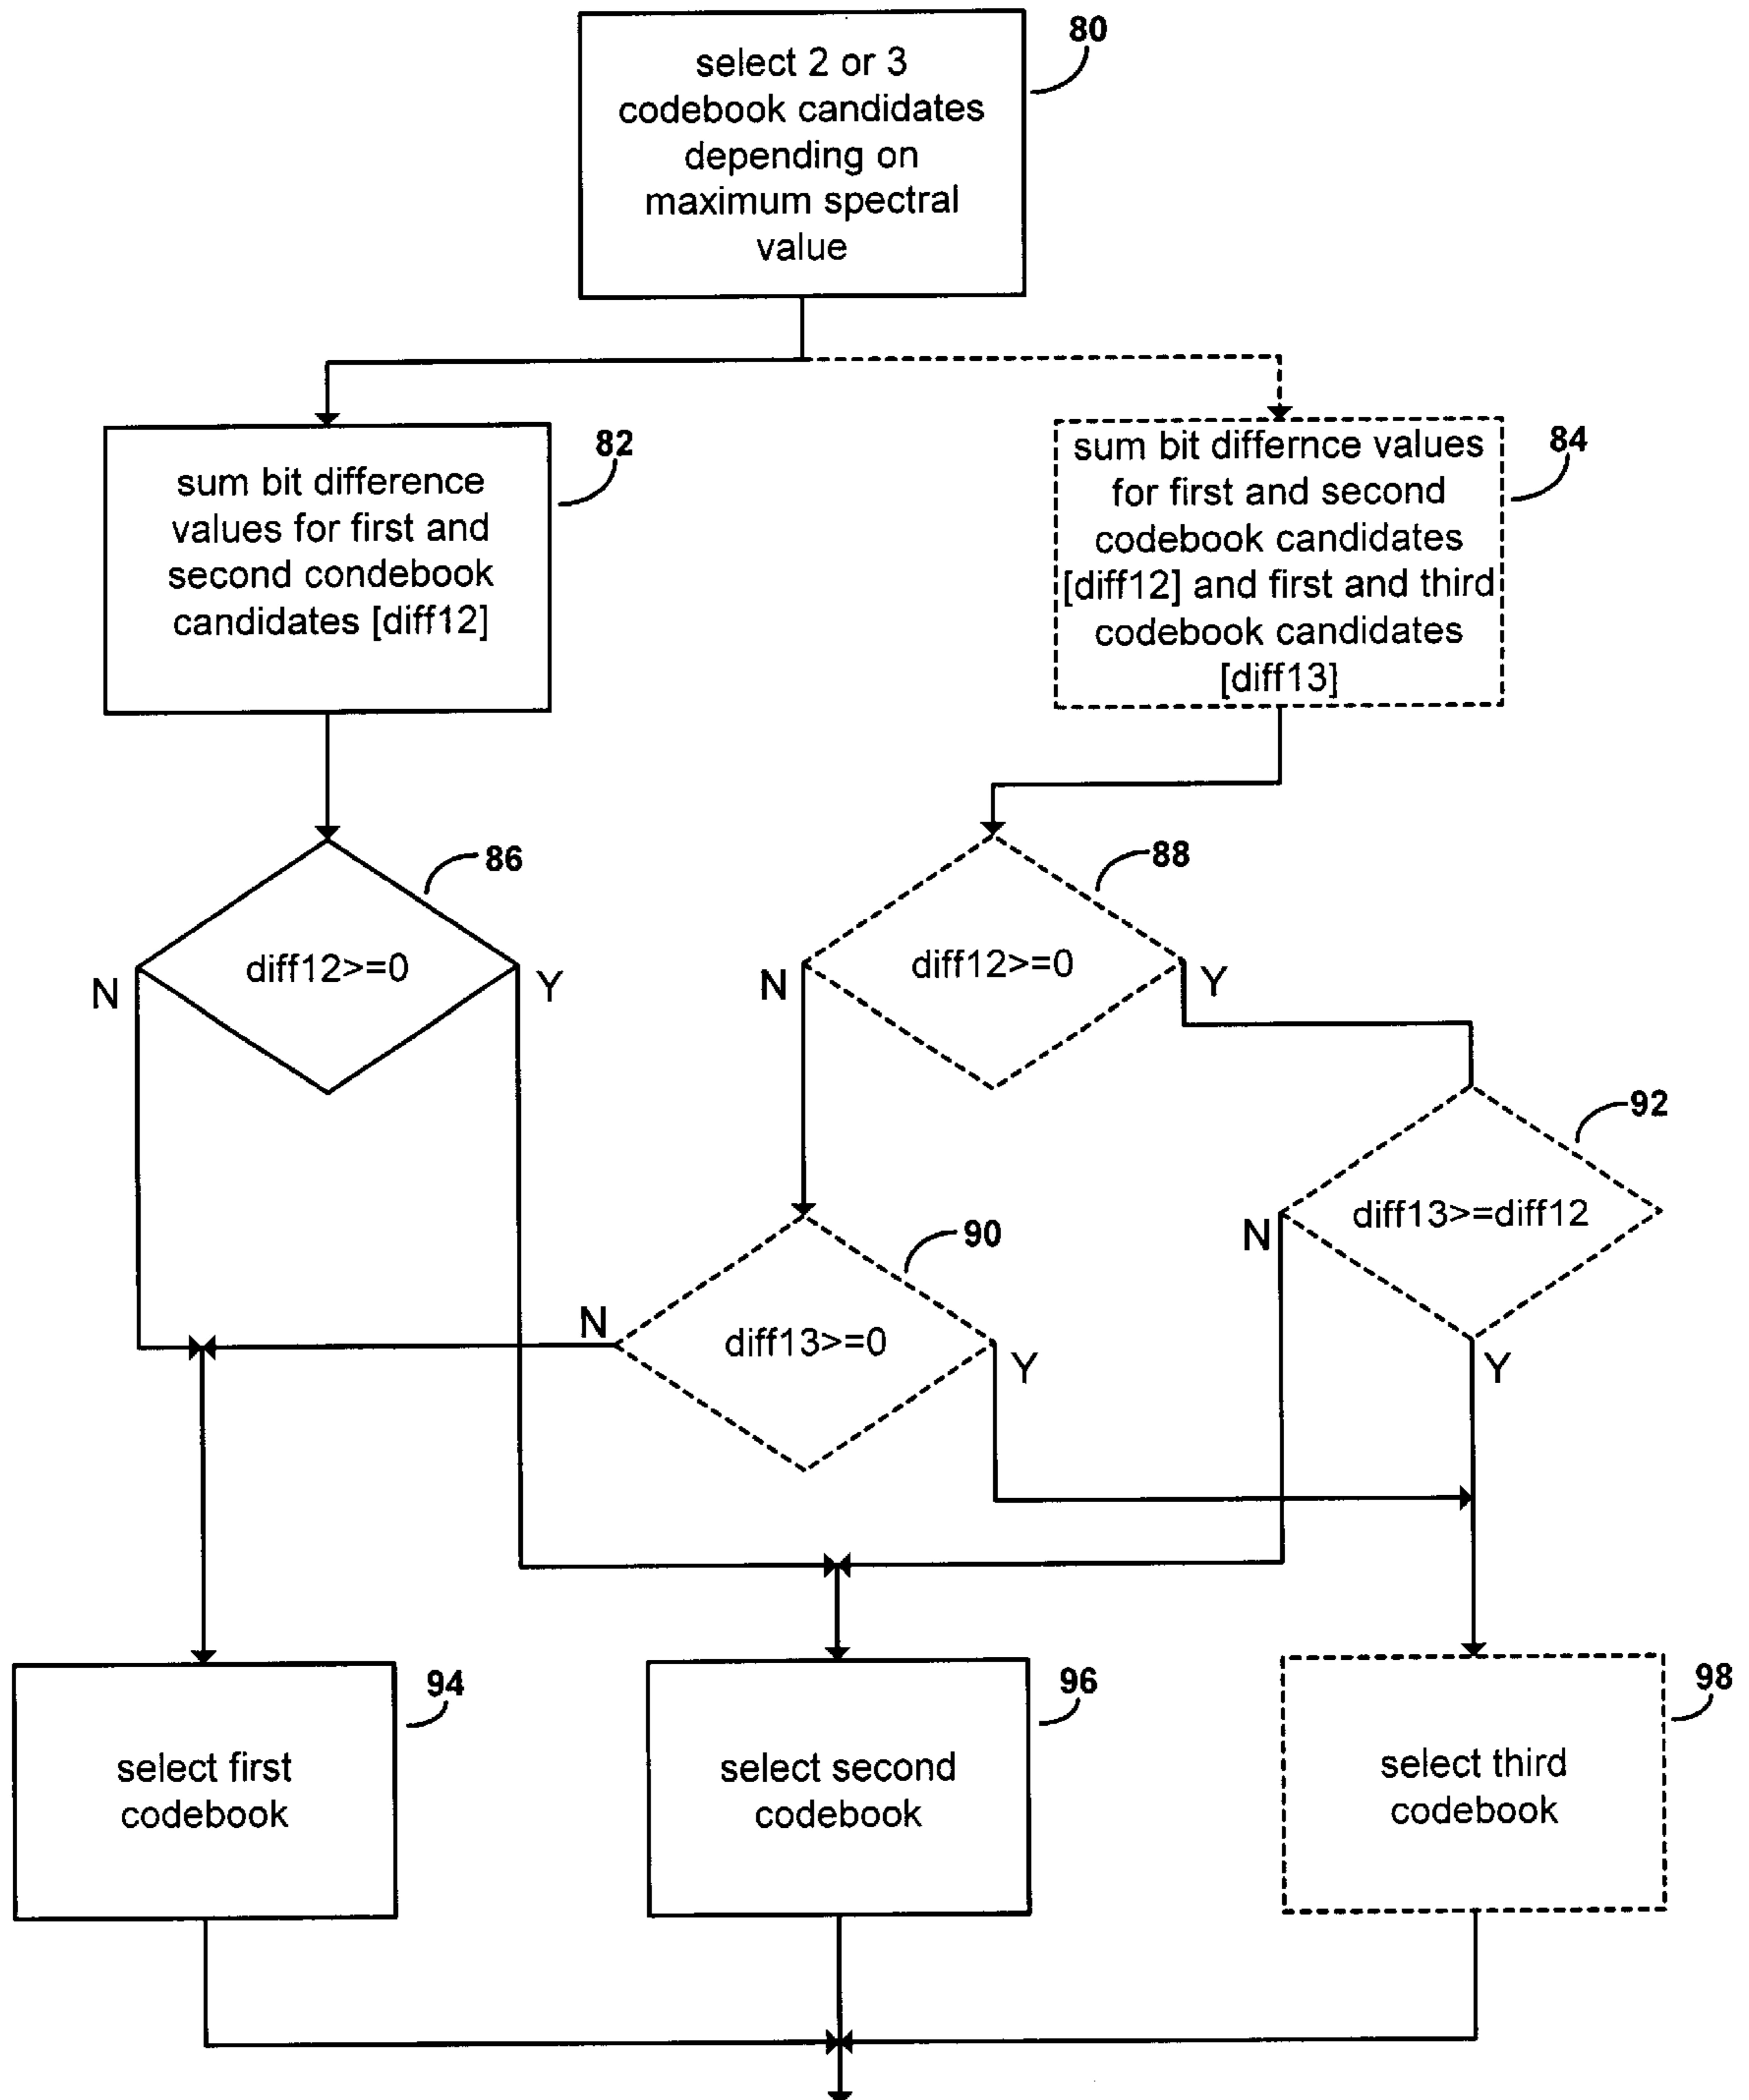 80
select 2 or 3
codebook candidates
depending on
maximum spectral
value
82
sum bit difference
values for first and
second condebook
candidates [diff12]
84
sum bit differnce values
for first and second
codebook candidates
[diff12] and first and third
codebook candidates
[diff13]
86
diff12>=0
N
Y
88
diff12>=0
N
Y
92
diff13>=diff12
N
Y
90
diff13>=0
N
Y
94
select first
codebook
96
select second
codebook
98
select third
codebook